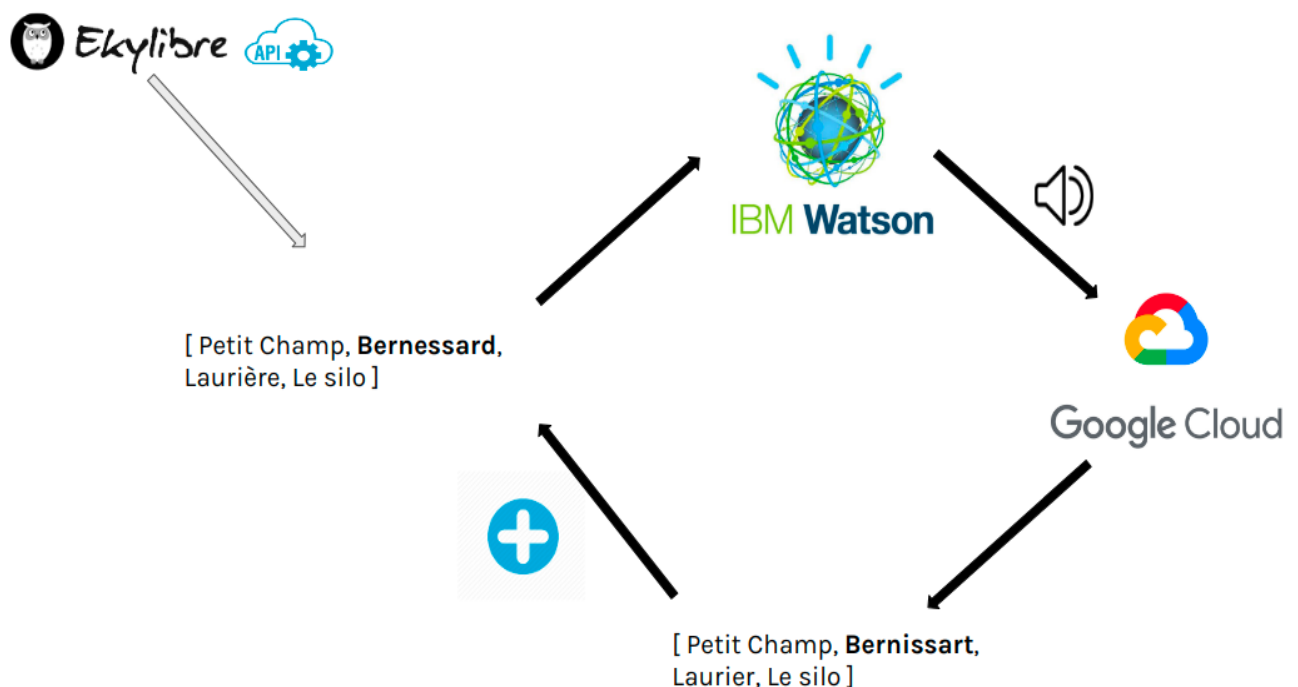 Ekylibre
API
IBM Watson
[ Petit Champ, Bernessard,
Laurière, Le silo ]
Google Cloud
[ Petit Champ, Bernissart,
Laurier, Le silo ]